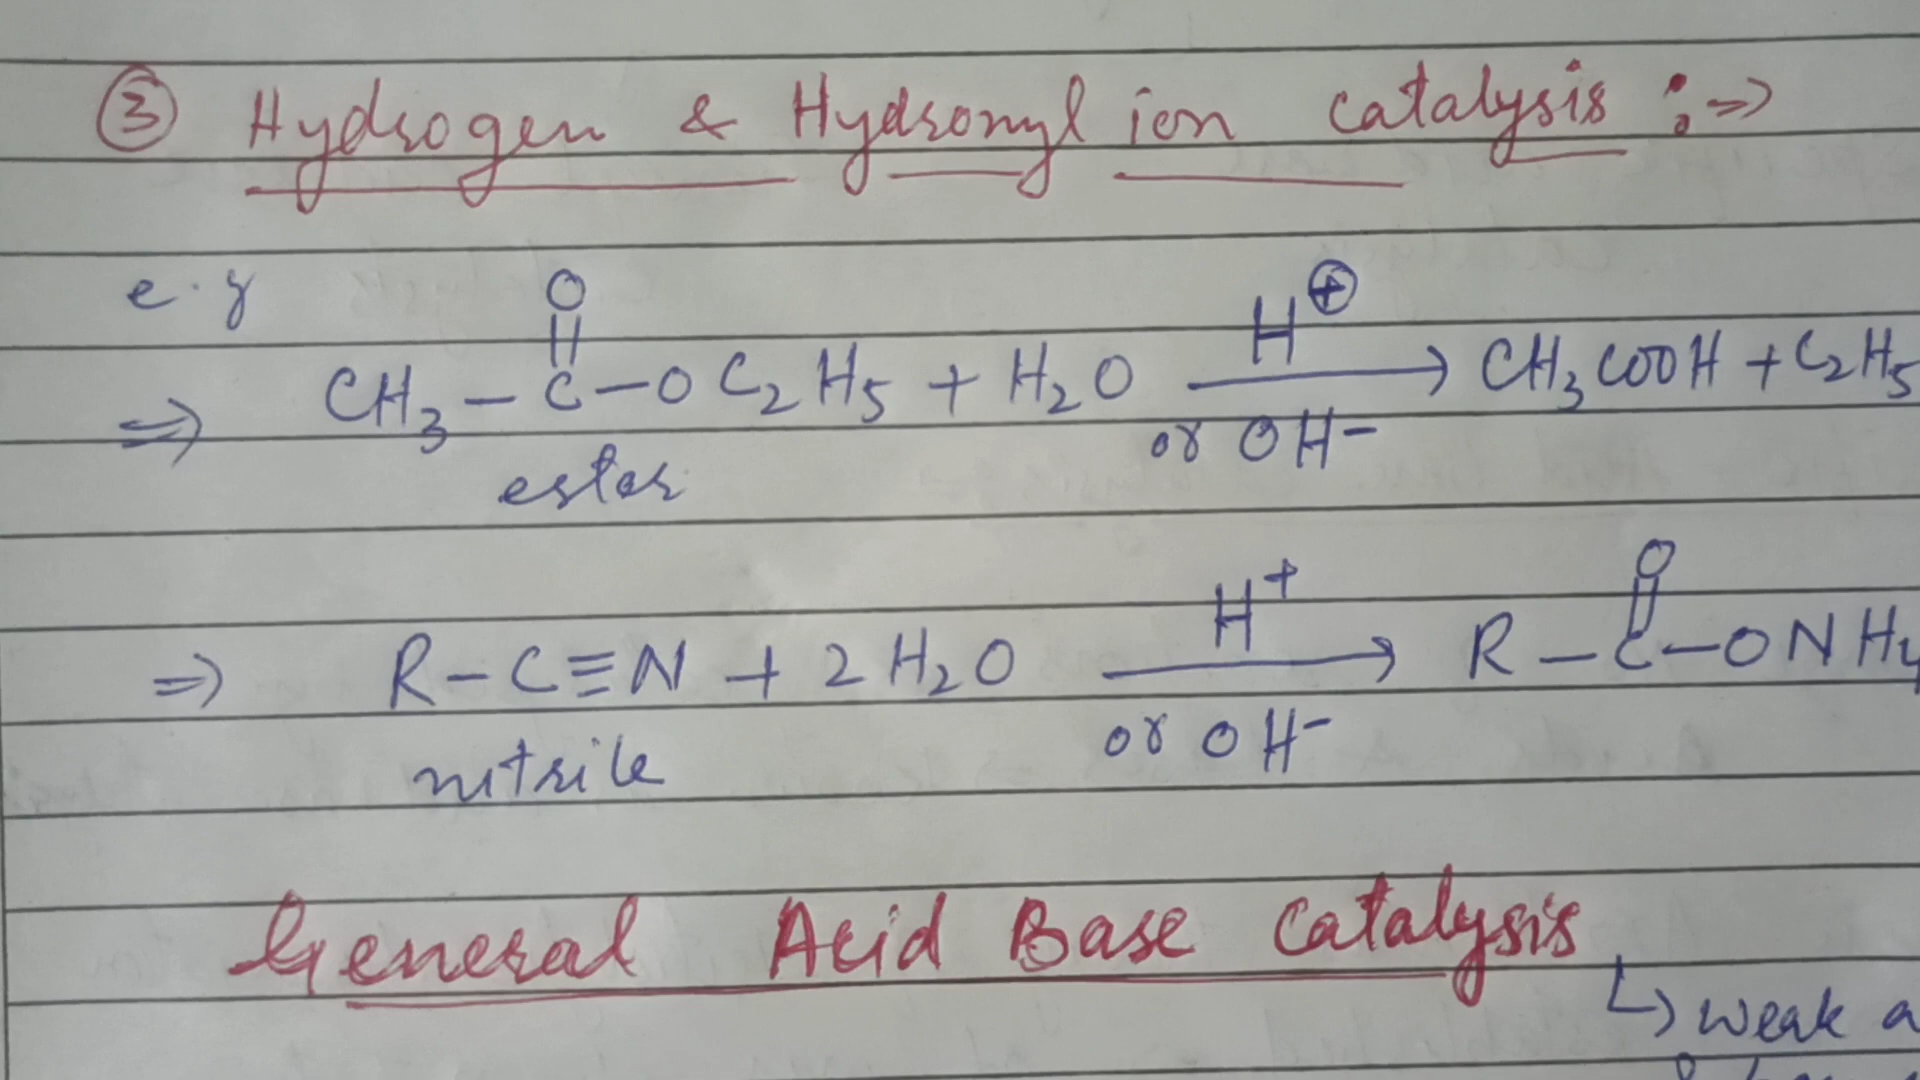 ③ Hydrogen & Hydronyl ion catalysis :⇒
e.g
O
||
⇒ CH₃ – C – O C₂H₅ + H₂O H⊕ → CH₃COOH + C₂H₅
ester or OH⁻
O
||
⇒ R – C ≡ N + 2H₂O H⁺ → R – C – ONH₄
nitrile or OH⁻
General Acid Base Catalysis
↳ weak a